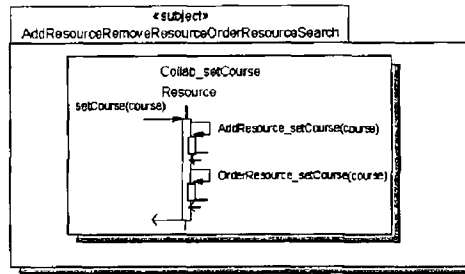 «subject»
AddResourceRemoveResourceOrderResourceSearch
Collab_setCourse
Resource
setCourse(course)
AddResource_setCourse(course)
OrderResource_setCourse(course)